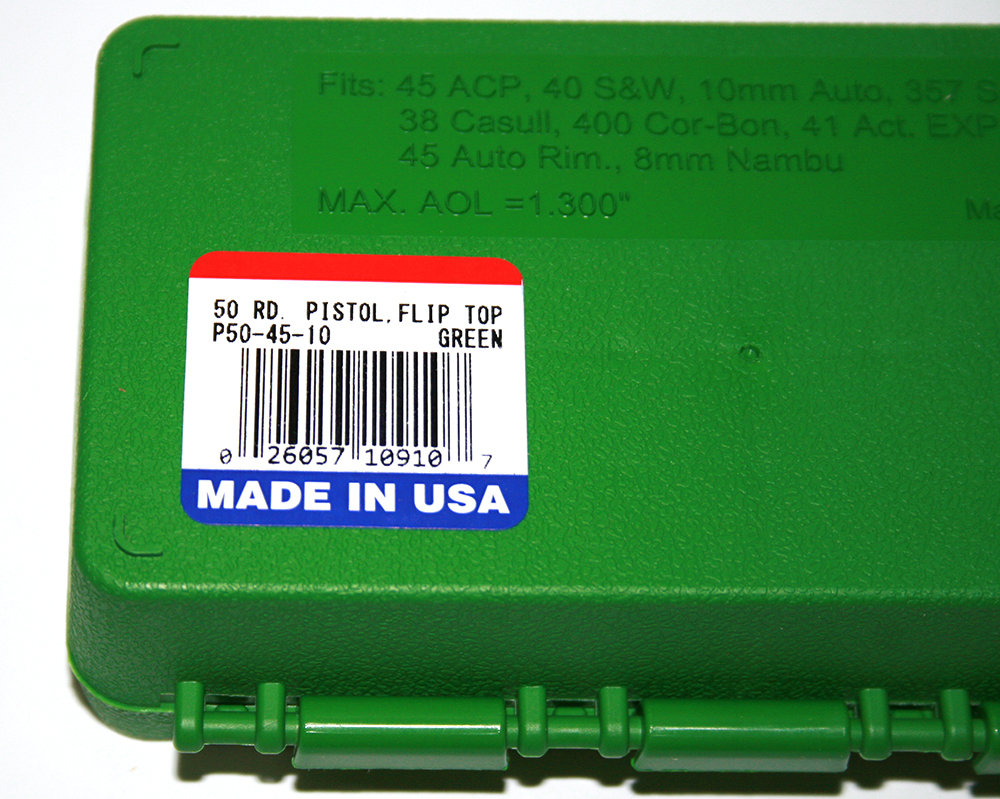 Fits: 45 ACP, 40 S&W, 10mm Auto, 357 S
38 Casull, 400 Cor-Bon, 41 Act. EXP
45 Auto Rim., 8mm Nambu
MAX. AOL =1.300"
50 RD. PISTOL,FLIP TOP
P50-45-10 GREEN
0 26057 10910 7
MADE IN USA